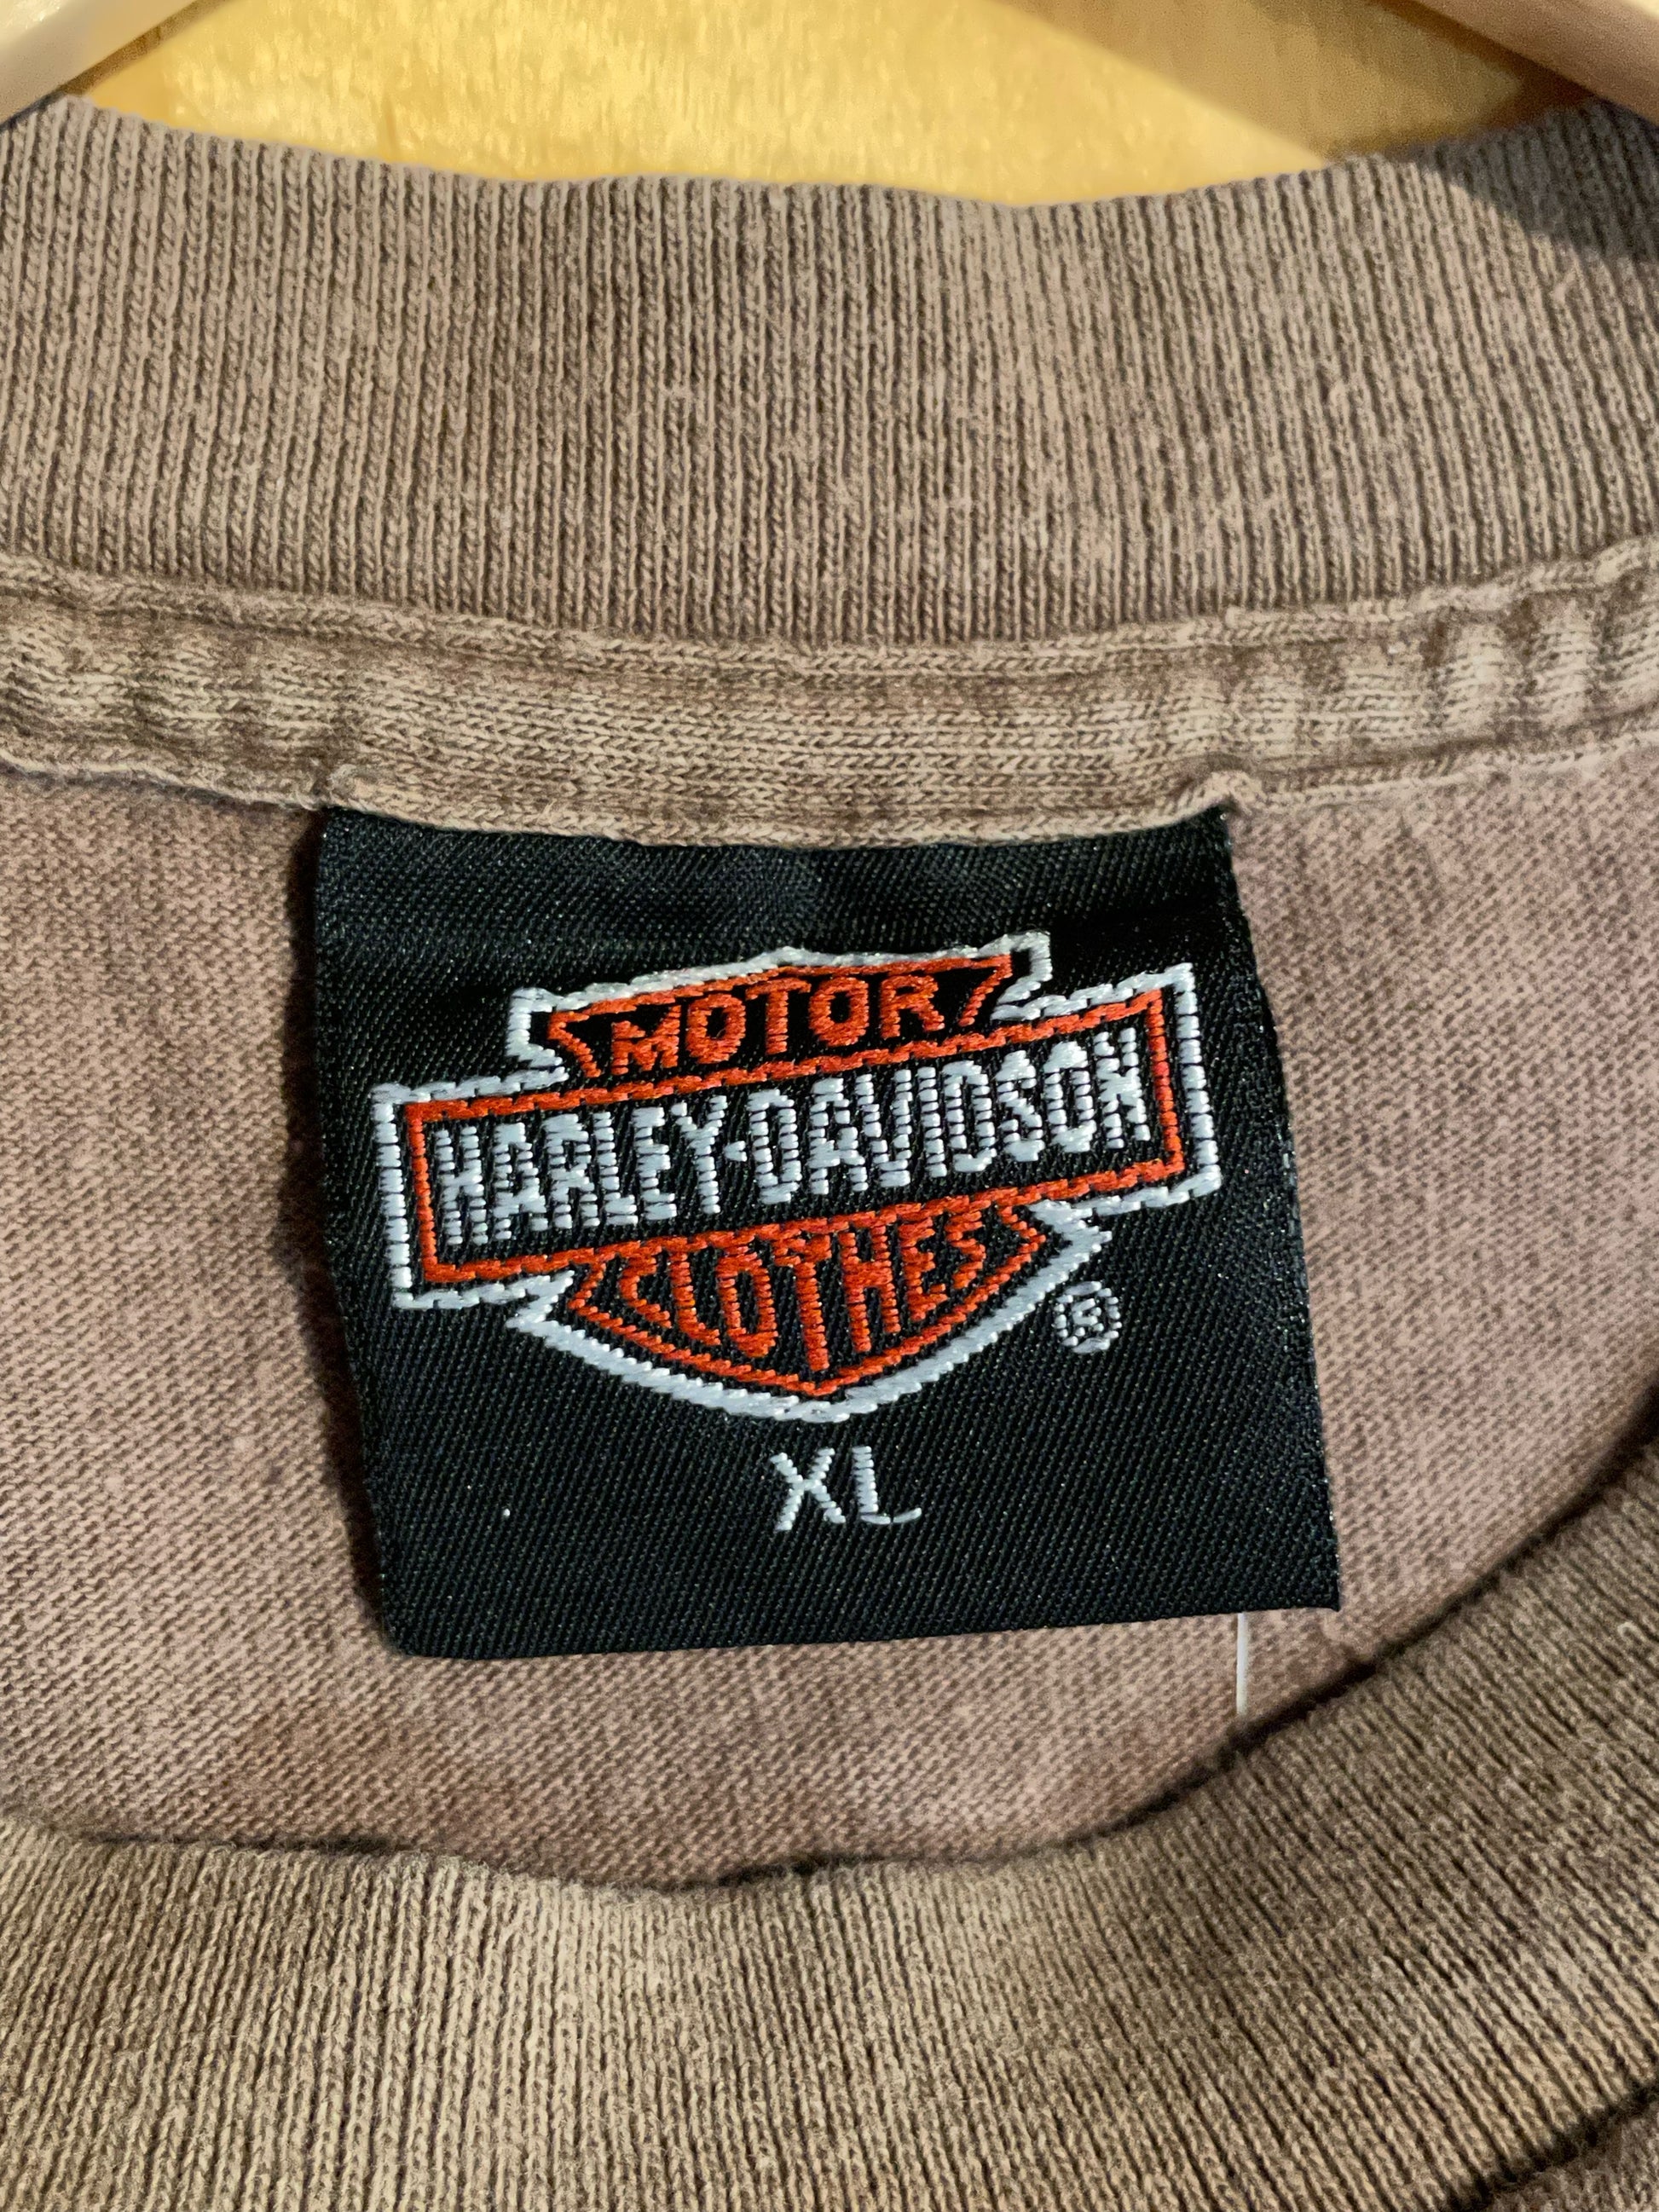 MOTOR
HARLEY-DAVIDSON
CLOTHES
®
XL